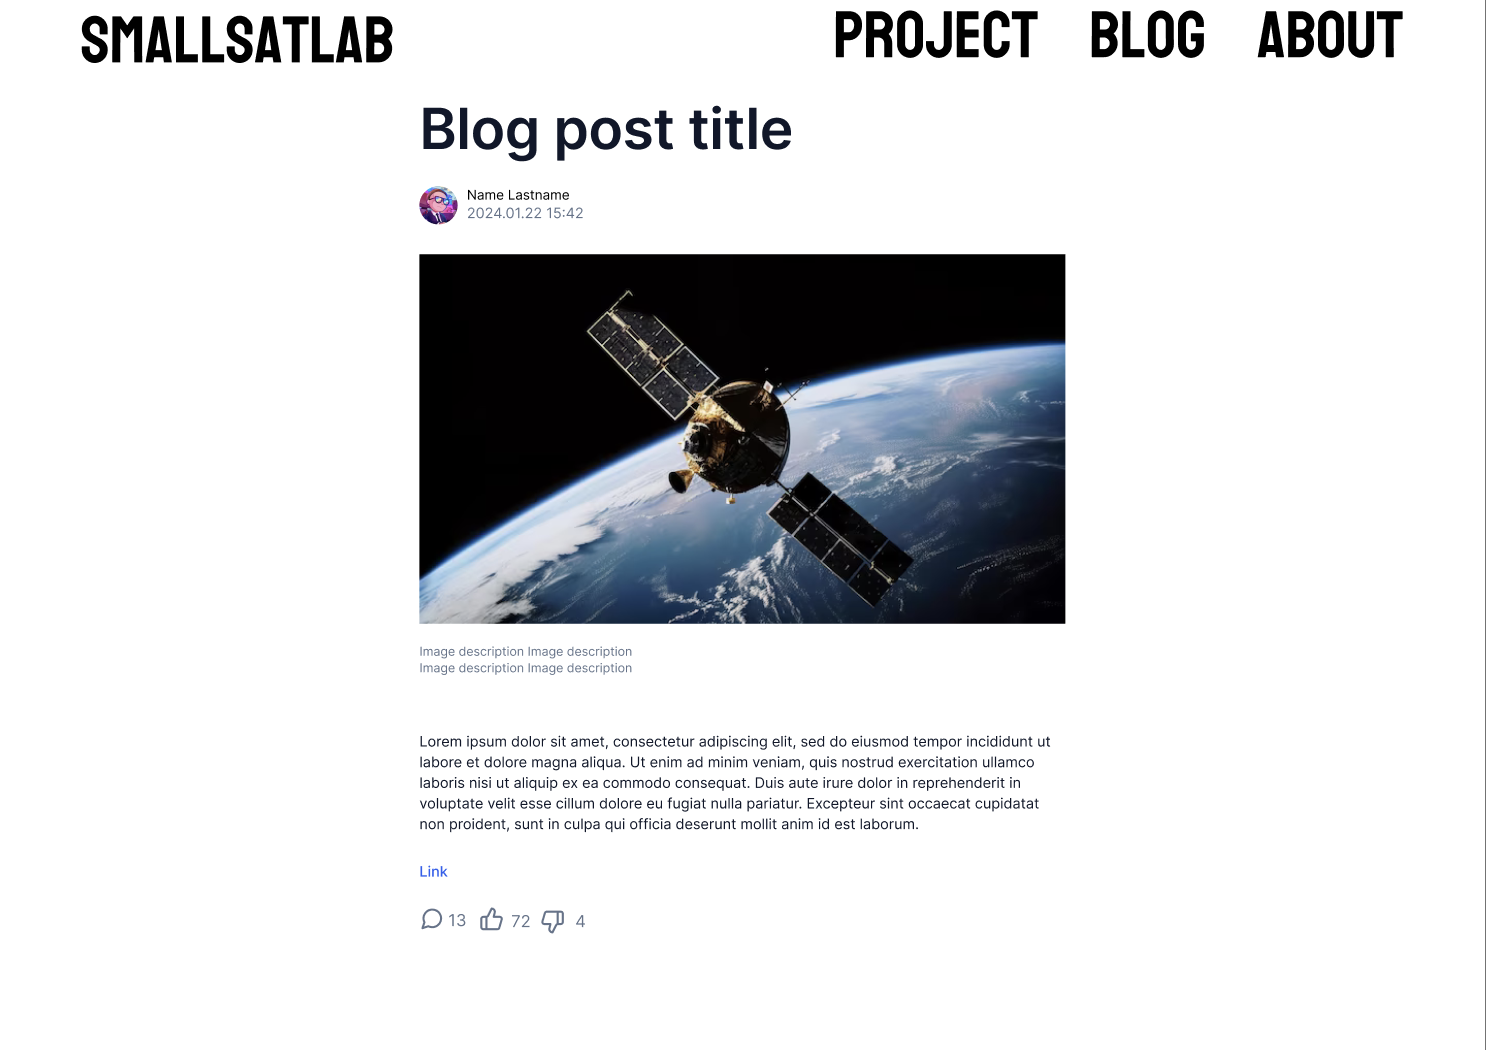 SMALLSATLAB
PROJECT BLOG ABOUT
Blog post title
Name Lastname
2024.01.22 15:42
Image description Image description
Image description Image description
Lorem ipsum dolor sit amet, consectetur adipiscing elit, sed do eiusmod tempor incididunt ut
labore et dolore magna aliqua. Ut enim ad minim veniam, quis nostrud exercitation ullamco
laboris nisi ut aliquip ex ea commodo consequat. Duis aute irure dolor in reprehenderit in
voluptate velit esse cillum dolore eu fugiat nulla pariatur. Excepteur sint occaecat cupidatat
non proident, sunt in culpa qui officia deserunt mollit anim id est laborum.
Link
13 72 4